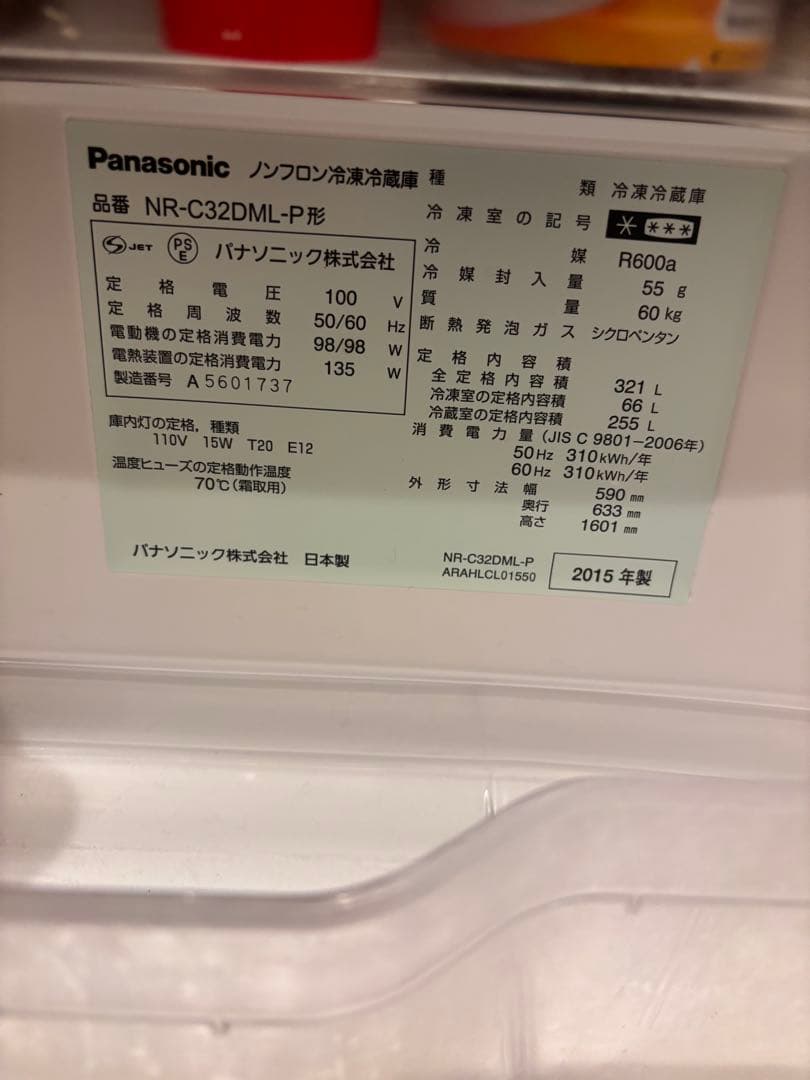 Panasonic ノンフロン冷凍冷蔵庫
品番 NR-C32DML-P形
S JET PS E パナソニック株式会社
定格電圧 100 V
定格周波数 50/60 Hz
電動機の定格消費電力 98/98 W
電熱装置の定格消費電力 135 W
製造番号 A 5601737
庫内灯の定格，種類
110V 15W T20 E12
温度ヒューズの定格動作温度
70℃(霜取用)
パナソニック株式会社 日本製
種類 冷凍冷蔵庫
冷凍室の記号 * ***
冷媒 R600a
冷媒封入量 55 g
質量 60 kg
断熱発泡ガス シクロペンタン
定格内容積
全定格内容積 321 L
冷凍室の定格内容積 66 L
冷蔵室の定格内容積 255 L
消費電力量(JIS C 9801-2006年)
50Hz 310kWh/年
60Hz 310kWh/年
外形寸法 幅 590 mm
奥行 633 mm
高さ 1601 mm
NR-C32DML-P
ARAHLCL01550
2015 年製